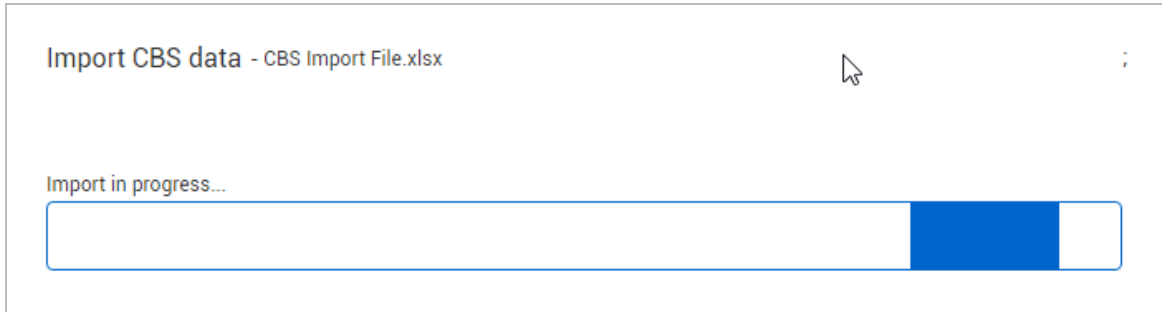 Import CBS data - CBS Import File.xlsx ;
Import in progress...